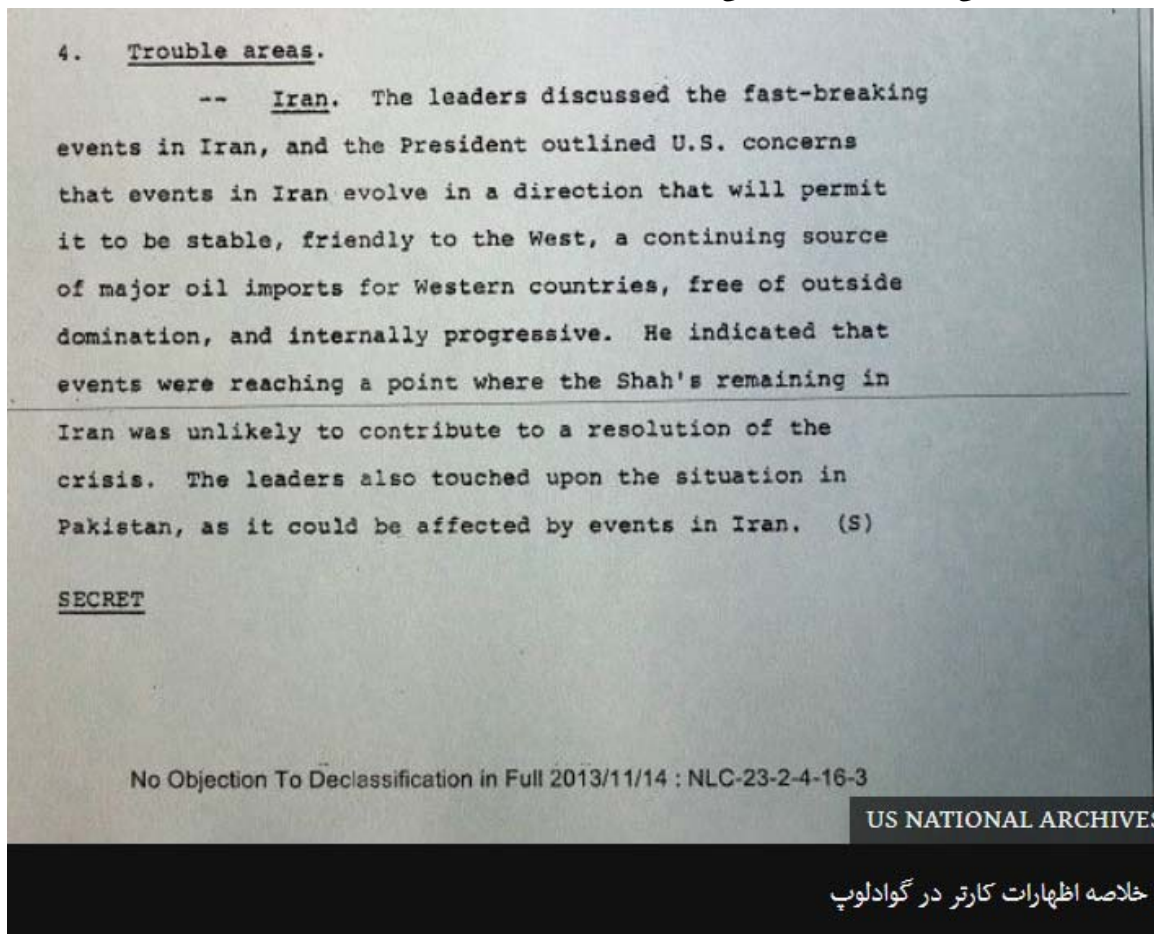 4. Trouble areas.
-- Iran. The leaders discussed the fast-breaking
events in Iran, and the President outlined U.S. concerns
that events in Iran evolve in a direction that will permit
it to be stable, friendly to the West, a continuing source
of major oil imports for Western countries, free of outside
domination, and internally progressive. He indicated that
events were reaching a point where the Shah's remaining in
Iran was unlikely to contribute to a resolution of the
crisis. The leaders also touched upon the situation in
Pakistan, as it could be affected by events in Iran. (S)
SECRET
No Objection To Declassification in Full 2013/11/14 : NLC-23-2-4-16-3
US NATIONAL ARCHIVES
خلاصه اظهارات کارتر در گوادلوپ